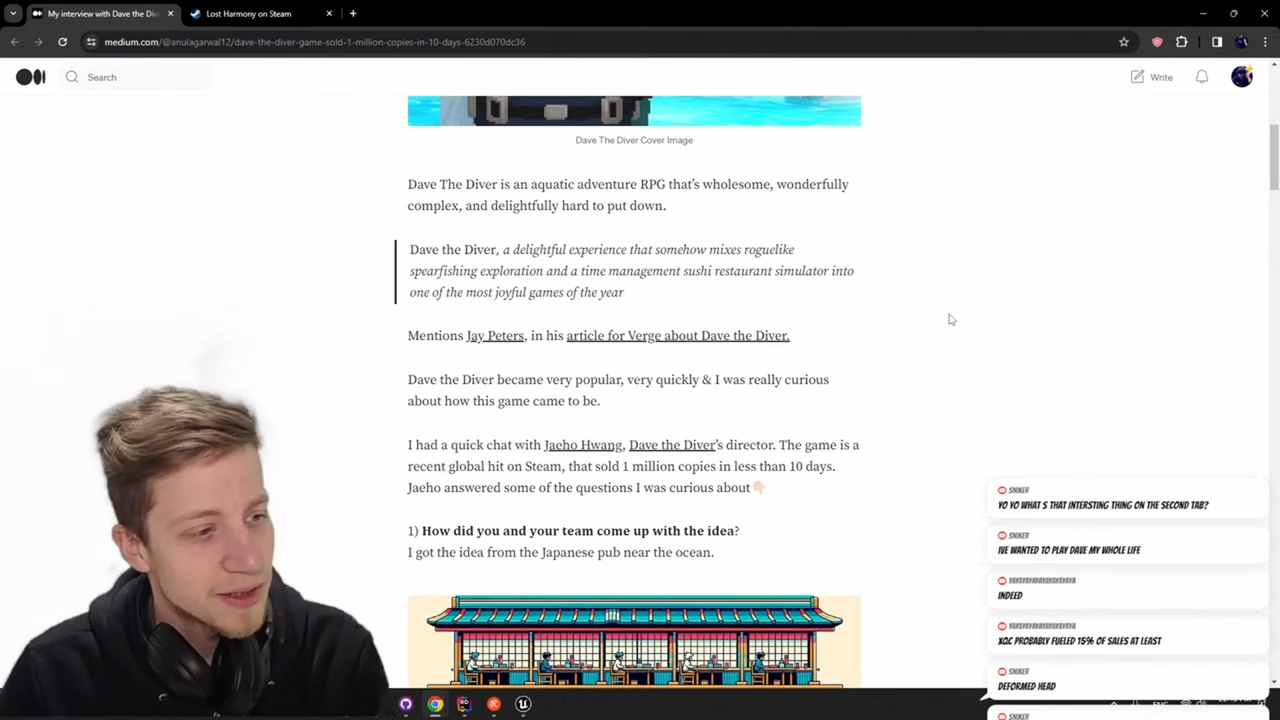 My interview with Dave the Div
Lost Harmony on Steam
medium.com/@anulagarwal12/dave-the-diver-game-sold-1-million-copies-in-10-days-6230d070dc36
Search
Write
Dave The Diver Cover Image
Dave The Diver is an aquatic adventure RPG that's wholesome, wonderfully
complex, and delightfully hard to put down.
Dave the Diver, a delightful experience that somehow mixes roguelike
spearfishing exploration and a time management sushi restaurant simulator into
one of the most joyful games of the year
Mentions Jay Peters, in his article for Verge about Dave the Diver.
Dave the Diver became very popular, very quickly & I was really curious
about how this game came to be.
I had a quick chat with Jaeho Hwang, Dave the Diver's director. The game is a
recent global hit on Steam, that sold 1 million copies in less than 10 days.
Jaeho answered some of the questions I was curious about👇🏻
1) How did you and your team come up with the idea?
I got the idea from the Japanese pub near the ocean.
SNIKER
YO YO WHAT S THAT INTERSTING THING ON THE SECOND TAB?
SNIKER
IVE WANTED TO PLAY DAVE MY WHOLE LIFE
INDEED
XQC PROBABLY FUELED 15% OF SALES AT LEAST
SNIKER
DEFORMED HEAD
SNIKER
ENG